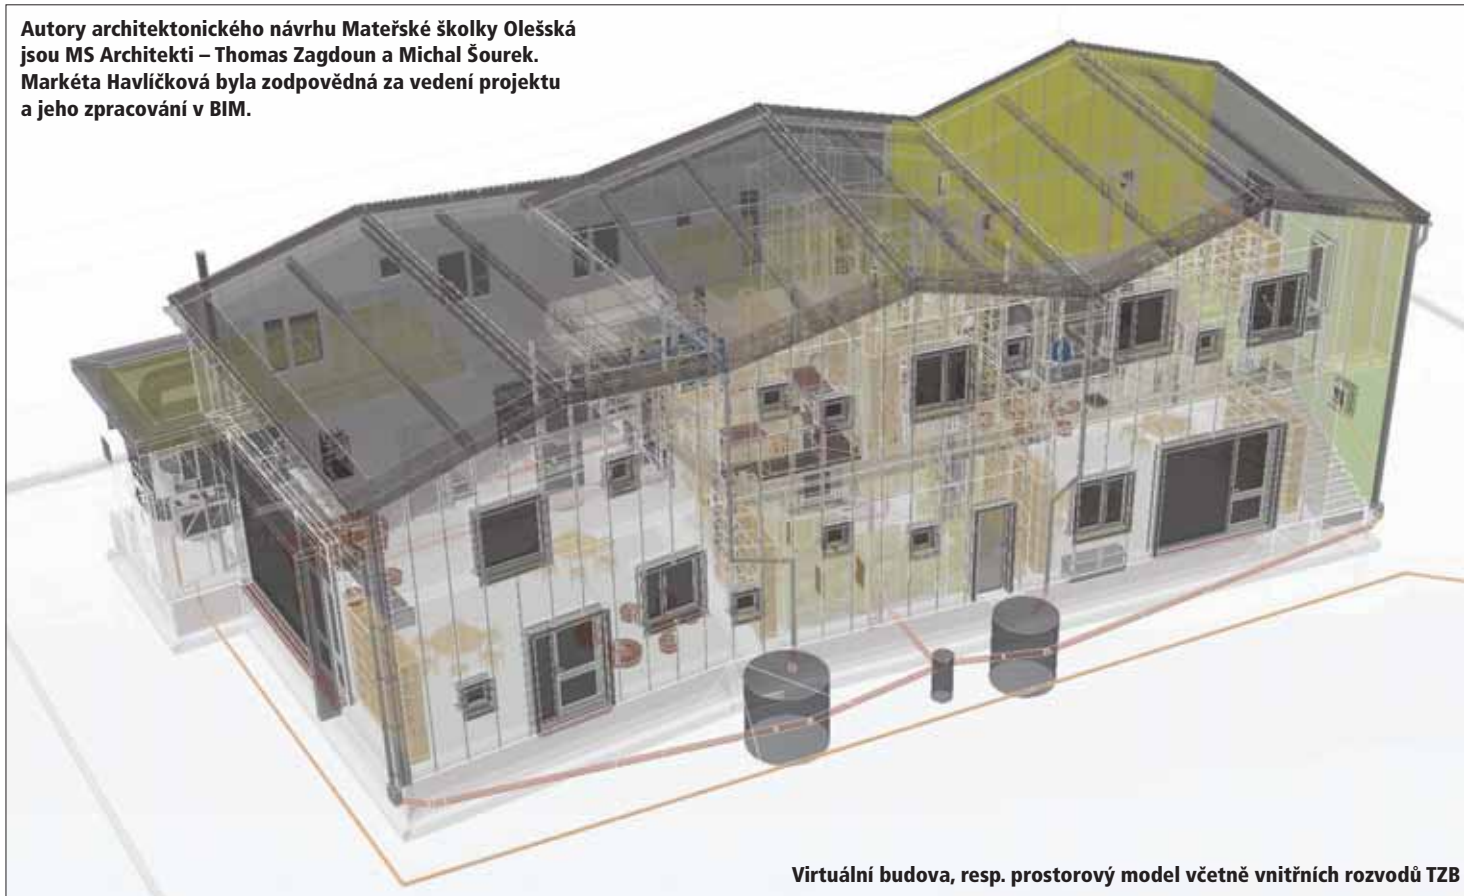 Autory architektonického návrhu Mateřské školky Olešská
jsou MS Architekti – Thomas Zagdoun a Michal Šourek.
Markéta Havlíčková byla zodpovědná za vedení projektu
a jeho zpracování v BIM.
Virtuální budova, resp. prostorový model včetně vnitřních rozvodů TZB